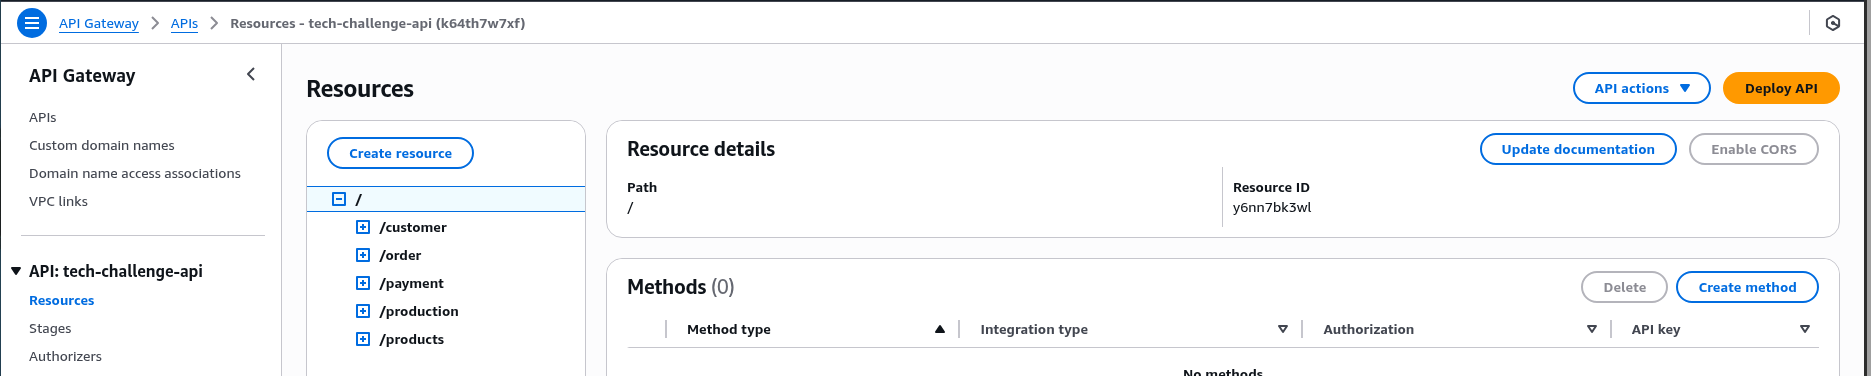 API Gateway > APIs > Resources - tech-challenge-api (k64th7w7xf)
API Gateway
APIs
Custom domain names
Domain name access associations
VPC links
API: tech-challenge-api
Resources
Stages
Authorizers
Resources
API actions
Deploy API
Create resource
/
/customer
/order
/payment
/production
/products
Resource details
Update documentation
Enable CORS
Path
/
Resource ID
y6nn7bk3wl
Methods (0)
Delete
Create method
Method type
Integration type
Authorization
API key
No methods